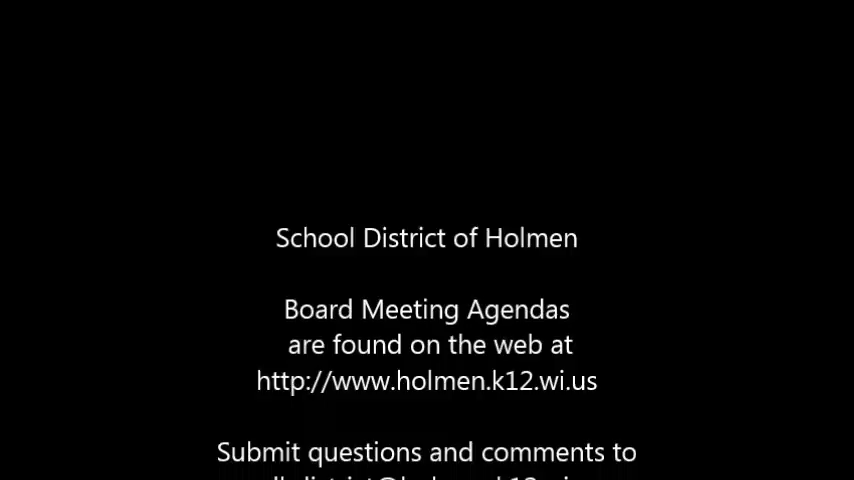 School District of Holmen
Board Meeting Agendas
are found on the web at
http://www.holmen.k12.wi.us
Submit questions and comments to